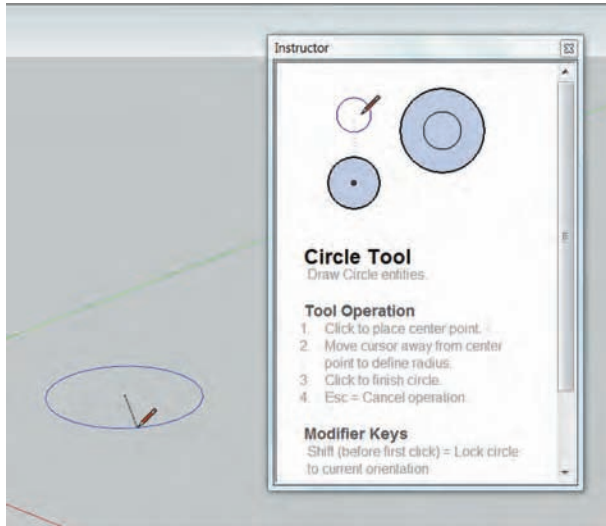 Instructor
Circle Tool
Draw Circle entities.
Tool Operation
1. Click to place center point.
2. Move cursor away from center
point to define radius.
3 Click to finish circle.
4. Esc = Cancel operation
Modifier Keys
Shift (before first click) = Lock circle
to current orientation